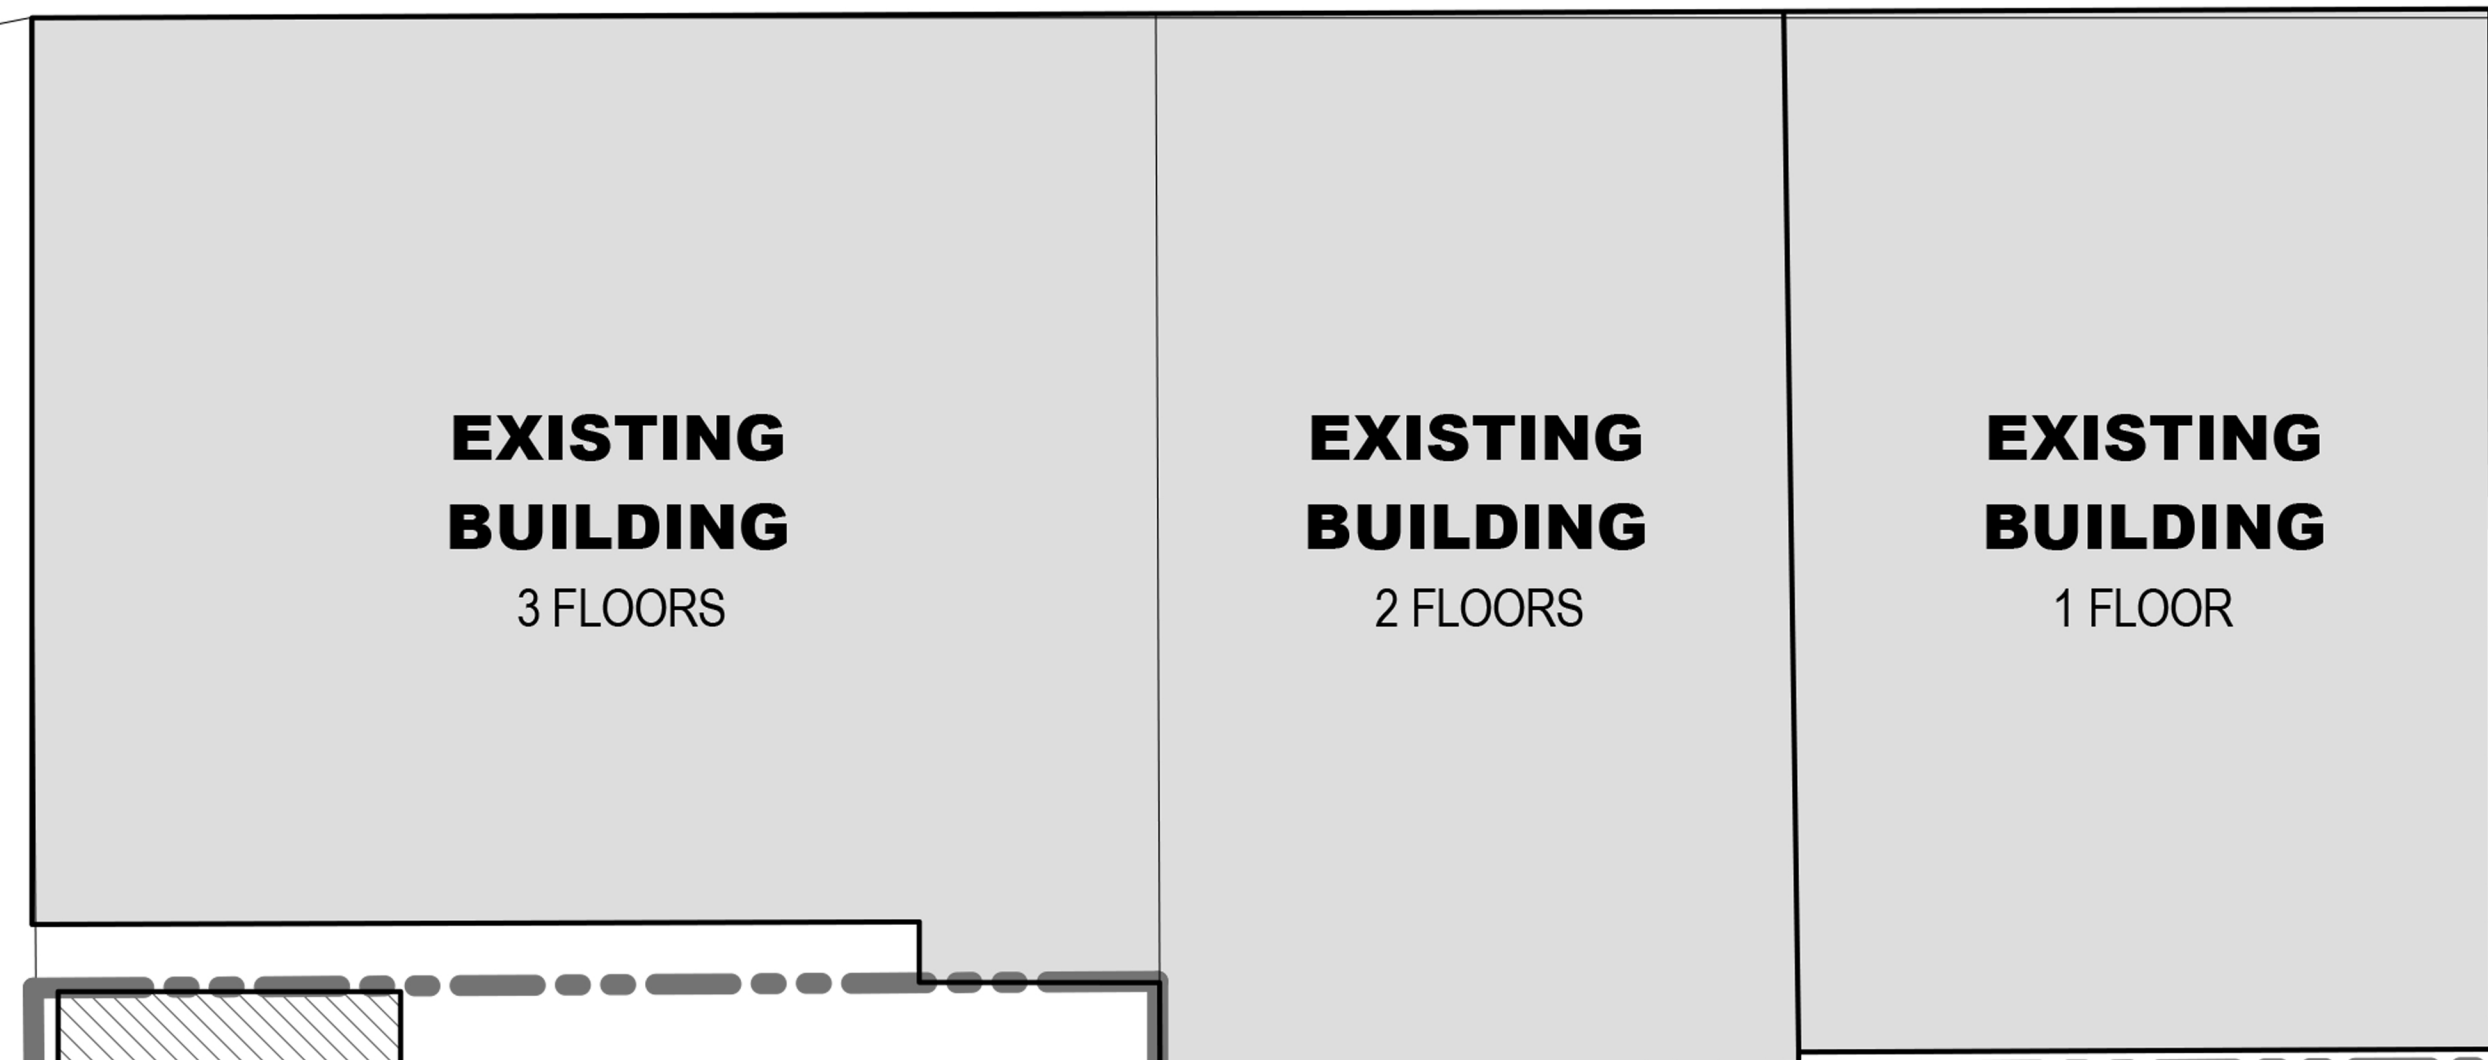 EXISTING
BUILDING
3 FLOORS
EXISTING
BUILDING
2 FLOORS
EXISTING
BUILDING
1 FLOOR